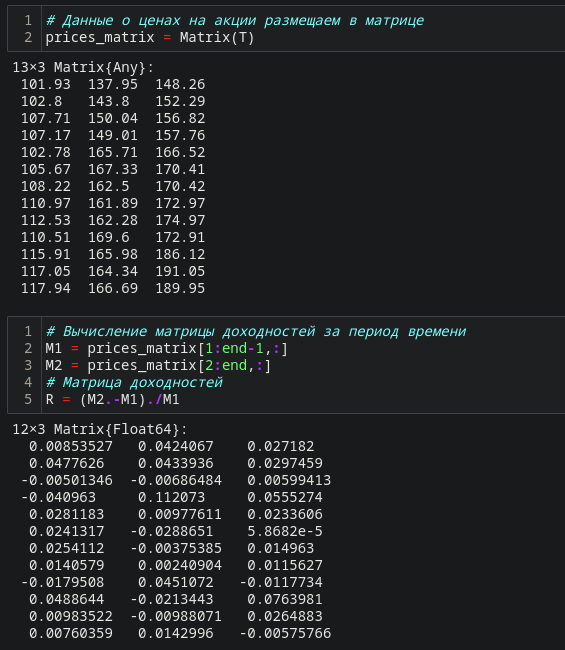 1 # Данные о ценах на акции размещаем в матрице
2 prices_matrix = Matrix(T)
13×3 Matrix{Any}:
101.93 137.95 148.26
102.8 143.8 152.29
107.71 150.04 156.82
107.17 149.01 157.76
102.78 165.71 166.52
105.67 167.33 170.41
108.22 162.5 170.42
110.97 161.89 172.97
112.53 162.28 174.97
110.51 169.6 172.91
115.91 165.98 186.12
117.05 164.34 191.05
117.94 166.69 189.95
1 # Вычисление матрицы доходностей за период времени
2 M1 = prices_matrix[1:end-1,:]
3 M2 = prices_matrix[2:end,:]
4 # Матрица доходностей
5 R = (M2.-M1)./M1
12×3 Matrix{Float64}:
0.00853527 0.0424067 0.027182
0.0477626 0.0433936 0.0297459
-0.00501346 -0.00686484 0.00599413
-0.040963 0.112073 0.0555274
0.0281183 0.00977611 0.0233606
0.0241317 -0.0288651 5.8682e-5
0.0254112 -0.00375385 0.014963
0.0140579 0.00240904 0.0115627
-0.0179508 0.0451072 -0.0117734
0.0488644 -0.0213443 0.0763981
0.00983522 -0.00988071 0.0264883
0.00760359 0.0142996 -0.00575766